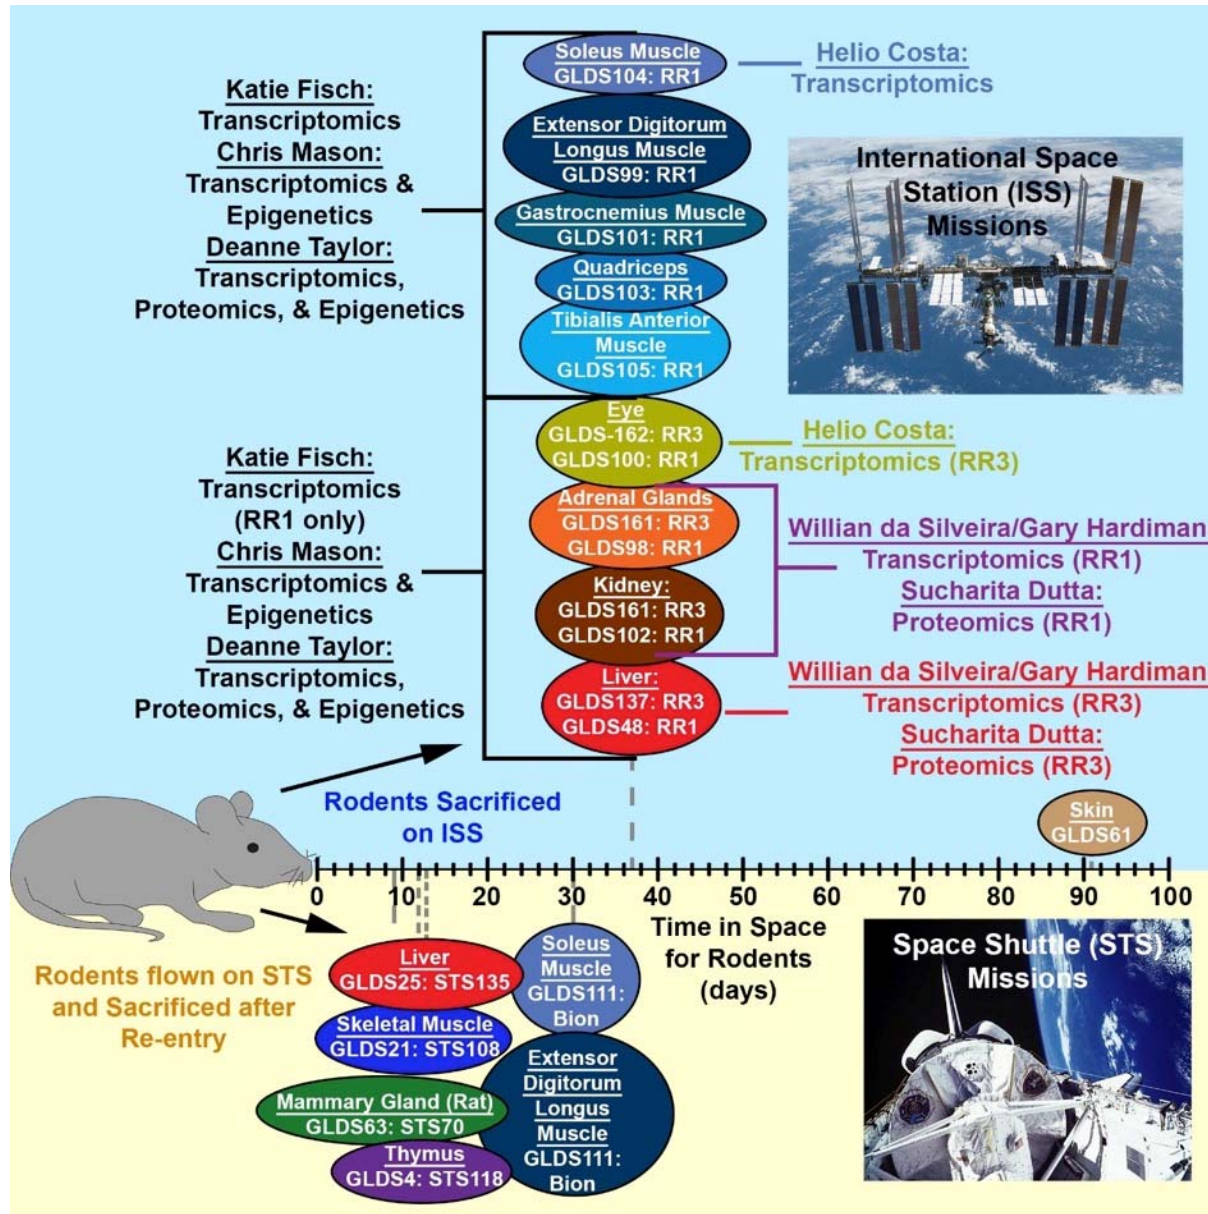 Katie Fisch:
Transcriptomics
Chris Mason:
Transcriptomics &
Epigenetics
Deanne Taylor:
Transcriptomics,
Proteomics, & Epigenetics
Soleus Muscle
GLDS104: RR1
Extensor Digitorum
Longus Muscle
GLDS99: RR1
Gastrocnemius Muscle
GLDS101: RR1
Quadriceps
GLDS103: RR1
Tibialis Anterior
Muscle
GLDS105: RR1
Helio Costa:
Transcriptomics
International Space
Station (ISS)
Missions
Katie Fisch:
Transcriptomics
(RR1 only)
Chris Mason:
Transcriptomics &
Epigenetics
Deanne Taylor:
Transcriptomics,
Proteomics, & Epigenetics
Eye
GLDS-162: RR3
GLDS100: RR1
Adrenal Glands
GLDS161: RR3
GLDS98: RR1
Kidney:
GLDS161: RR3
GLDS102: RR1
Liver:
GLDS137: RR3
GLDS48: RR1
Helio Costa:
Transcriptomics (RR3)
Willian da Silveira/Gary Hardiman
Transcriptomics (RR1)
Sucharita Dutta:
Proteomics (RR1)
Willian da Silveira/Gary Hardiman
Transcriptomics (RR3)
Sucharita Dutta:
Proteomics (RR3)
Rodents Sacrificed
on ISS
Skin
GLDS61
0 10 20 30 40 50 60 70 80 90 100
Time in Space
for Rodents
(days)
Rodents flown on STS
and Sacrificed after
Re-entry
Liver
GLDS25: STS135
Skeletal Muscle
GLDS21: STS108
Mammary Gland (Rat)
GLDS63: STS70
Thymus
GLDS4: STS118
Soleus
Muscle
GLDS111:
Bion
Extensor
Digitorum
Longus
Muscle
GLDS111:
Bion
Space Shuttle (STS)
Missions